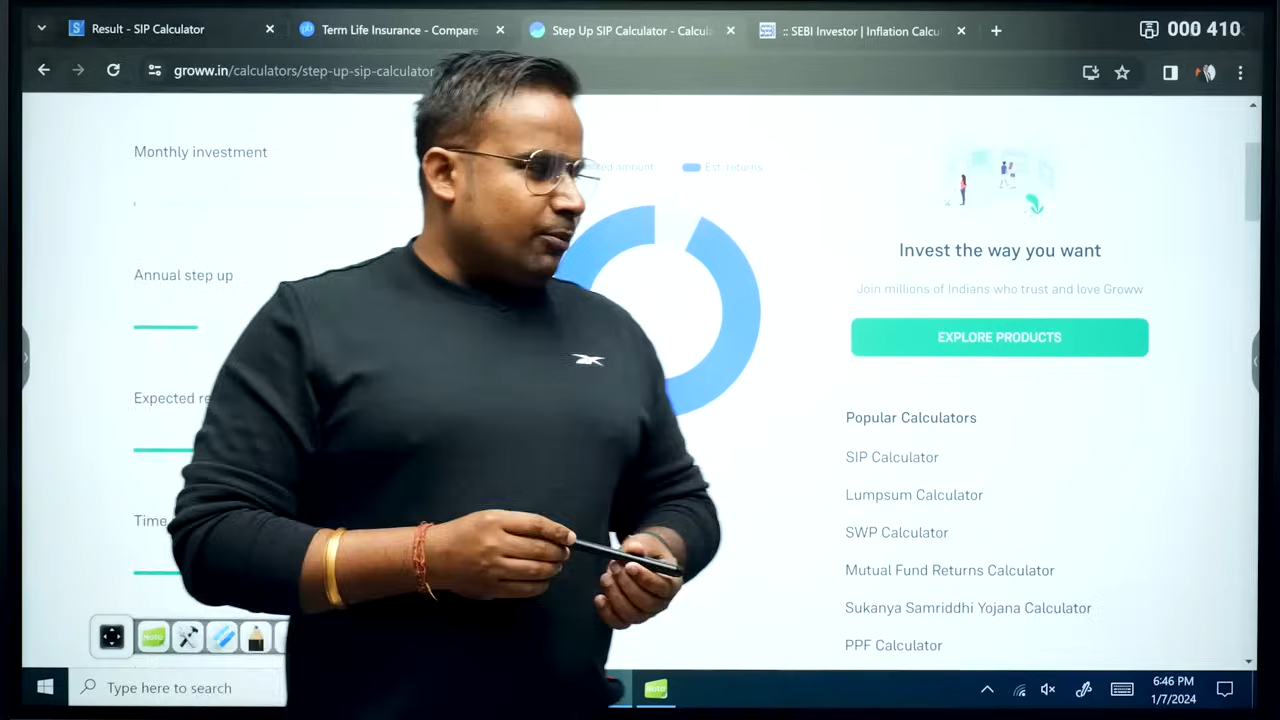 Result - SIP Calculator
Term Life Insurance - Compare
Step Up SIP Calculator - Calcul
:: SEBI Investor | Inflation Calcu
000 410
groww.in/calculators/step-up-sip-calculator
Monthly investment
amount
Est. returns
Annual step up
Expected re
Time
Invest the way you want
Join millions of Indians who trust and love Groww
EXPLORE PRODUCTS
Popular Calculators
SIP Calculator
Lumpsum Calculator
SWP Calculator
Mutual Fund Returns Calculator
Sukanya Samriddhi Yojana Calculator
PPF Calculator
Type here to search
6:46 PM
1/7/2024